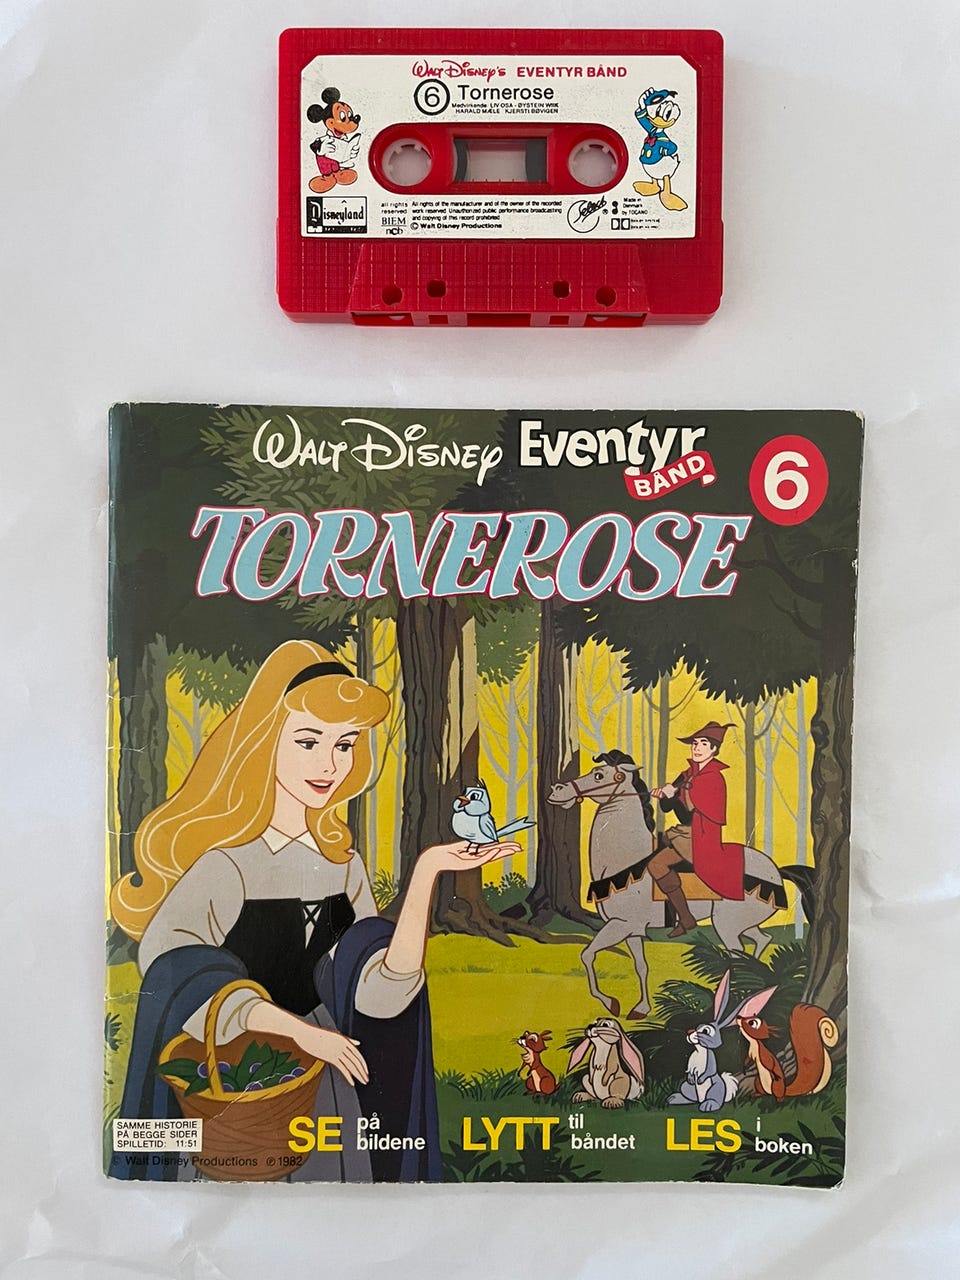 WALT DISNEY'S EVENTYR BÅND
6 Tornerose
Medvirkende: LIV OSA - ØYSTEIN WIIK
HARALD MÆLE KJERSTI BØVIGEN
Disneyland
all rights
reserved
BIEM
ncb
All rights of the manufacturer and of the owner of the recorded
work reserved Unauthorized public performance broadcasting
and copying of this record prohibited
© Walt Disney Productions
Select ®
Made in
Denmark
by TOCANO
WALT DISNEY Eventyr
BÅND
6
TORNEROSE
SAMME HISTORIE
PÅ BEGGE SIDER
SPILLETID: 11:51
SE på bildene
LYTT til båndet
LES i boken
© Walt Disney Productions ℗ 1982